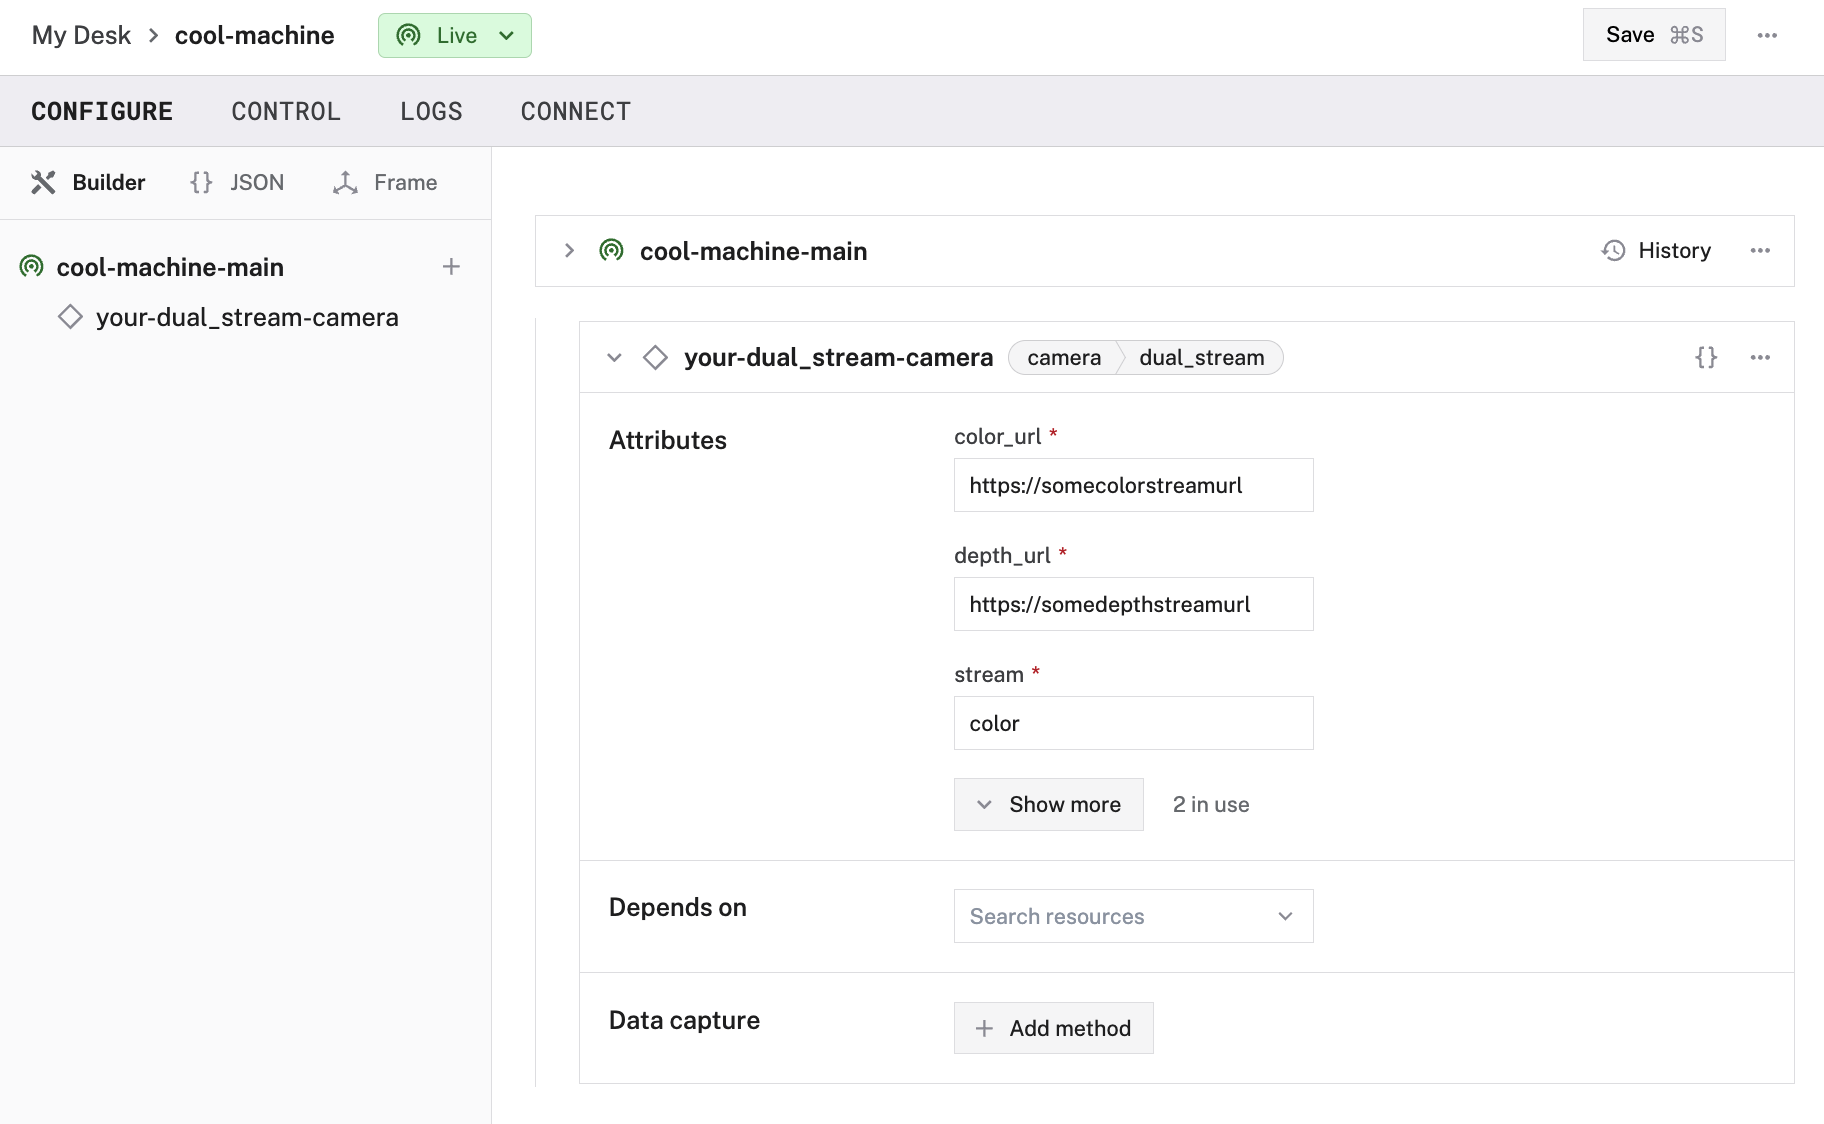 My Desk > cool-machine Live Save ⌘S ···
CONFIGURE CONTROL LOGS CONNECT
Builder {} JSON Frame
cool-machine-main +
your-dual_stream-camera
cool-machine-main History ···
your-dual_stream-camera camera dual_stream {} ···
Attributes
color_url *
https://somecolorstreamurl
depth_url *
https://somedepthstreamurl
stream *
color
Show more 2 in use
Depends on
Search resources
Data capture
+ Add method